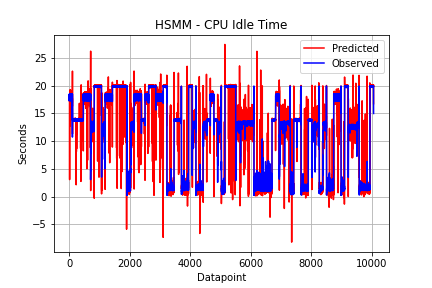 HSMM - CPU Idle Time
Predicted
Observed
Seconds
25
20
15
10
5
0
−5
0
2000
4000
6000
8000
10000
Datapoint